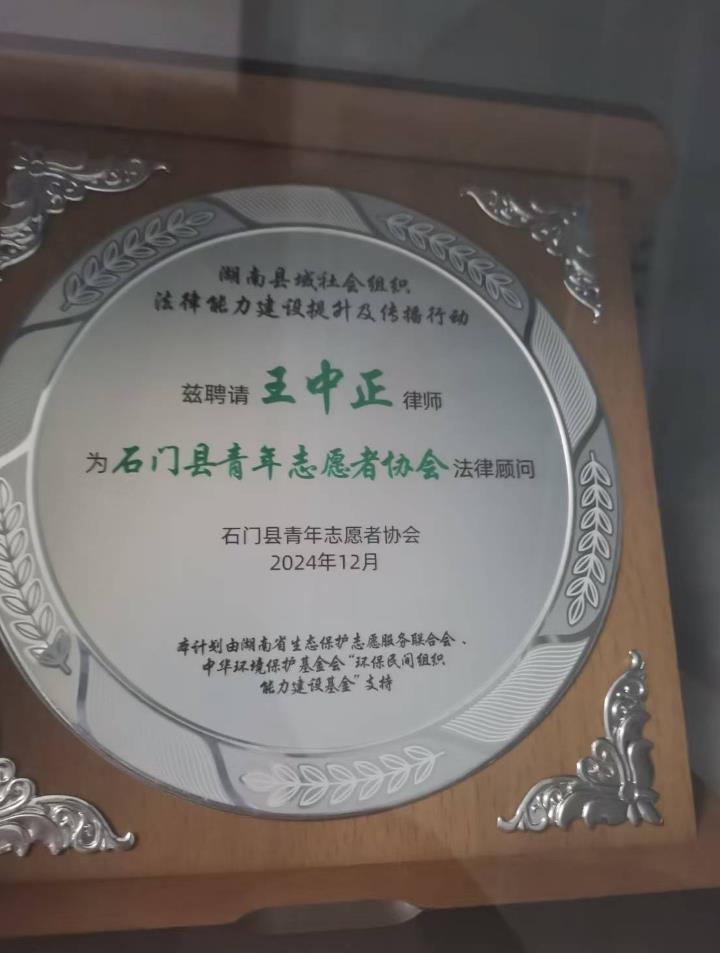 湖南县域社会组织
法律能力建设提升及传播行动
兹聘请 王中正 律师
为石门县青年志愿者协会法律顾问
石门县青年志愿者协会
2024年12月
本计划由湖南省生态保护志愿服务联合会、
中华环境保护基金会“环保民间组织
能力建设基金”支持